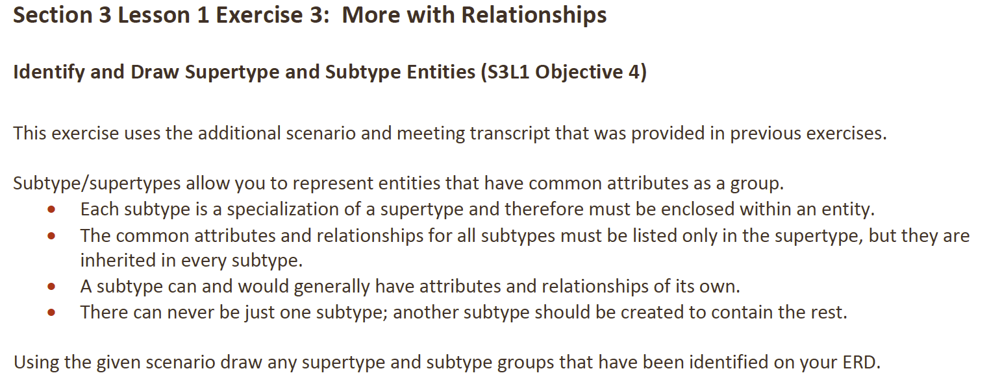 Section 3 Lesson 1 Exercise 3:  More with Relationships
Identify and Draw Supertype and Subtype Entities (S3L1 Objective 4)
This exercise uses the additional scenario and meeting transcript that was provided in previous exercises.
Subtype/supertypes allow you to represent entities that have common attributes as a group.
• Each subtype is a specialization of a supertype and therefore must be enclosed within an entity.
• The common attributes and relationships for all subtypes must be listed only in the supertype, but they are
inherited in every subtype.
• A subtype can and would generally have attributes and relationships of its own.
• There can never be just one subtype; another subtype should be created to contain the rest.
Using the given scenario draw any supertype and subtype groups that have been identified on your ERD.